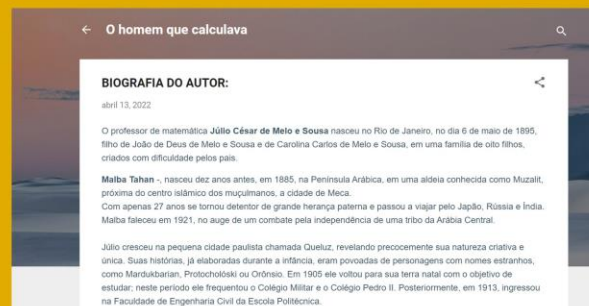 O homem que calculava
BIOGRAFIA DO AUTOR:
abril 13, 2022
O professor de matemática Júlio César de Melo e Sousa nasceu no Rio de Janeiro, no dia 6 de maio de 1895,
filho de João de Deus de Melo e Sousa e de Carolina Carlos de Melo e Sousa, em uma família de oito filhos,
criados com dificuldade pelos pais.
Malba Tahan -, nasceu dez anos antes, em 1885, na Península Arábica, em uma aldeia conhecida como Muzalit,
próxima do centro islâmico dos muçulmanos, a cidade de Meca.
Com apenas 27 anos se tornou detentor de grande herança paterna e passou a viajar pelo Japão, Rússia e Índia.
Malba faleceu em 1921, no auge de um combate pela independência de uma tribo da Arábia Central.
Júlio cresceu na pequena cidade paulista chamada Queluz, revelando precocemente sua natureza criativa e
única. Suas histórias, já elaboradas durante a infância, eram povoadas de personagens com nomes estranhos,
como Mardukbarian, Protocholóski ou Orônsio. Em 1905 ele voltou para sua terra natal com o objetivo de
estudar; neste período ele frequentou o Colégio Militar e o Colégio Pedro II. Posteriormente, em 1913, ingressou
na Faculdade de Engenharia Civil da Escola Politécnica.